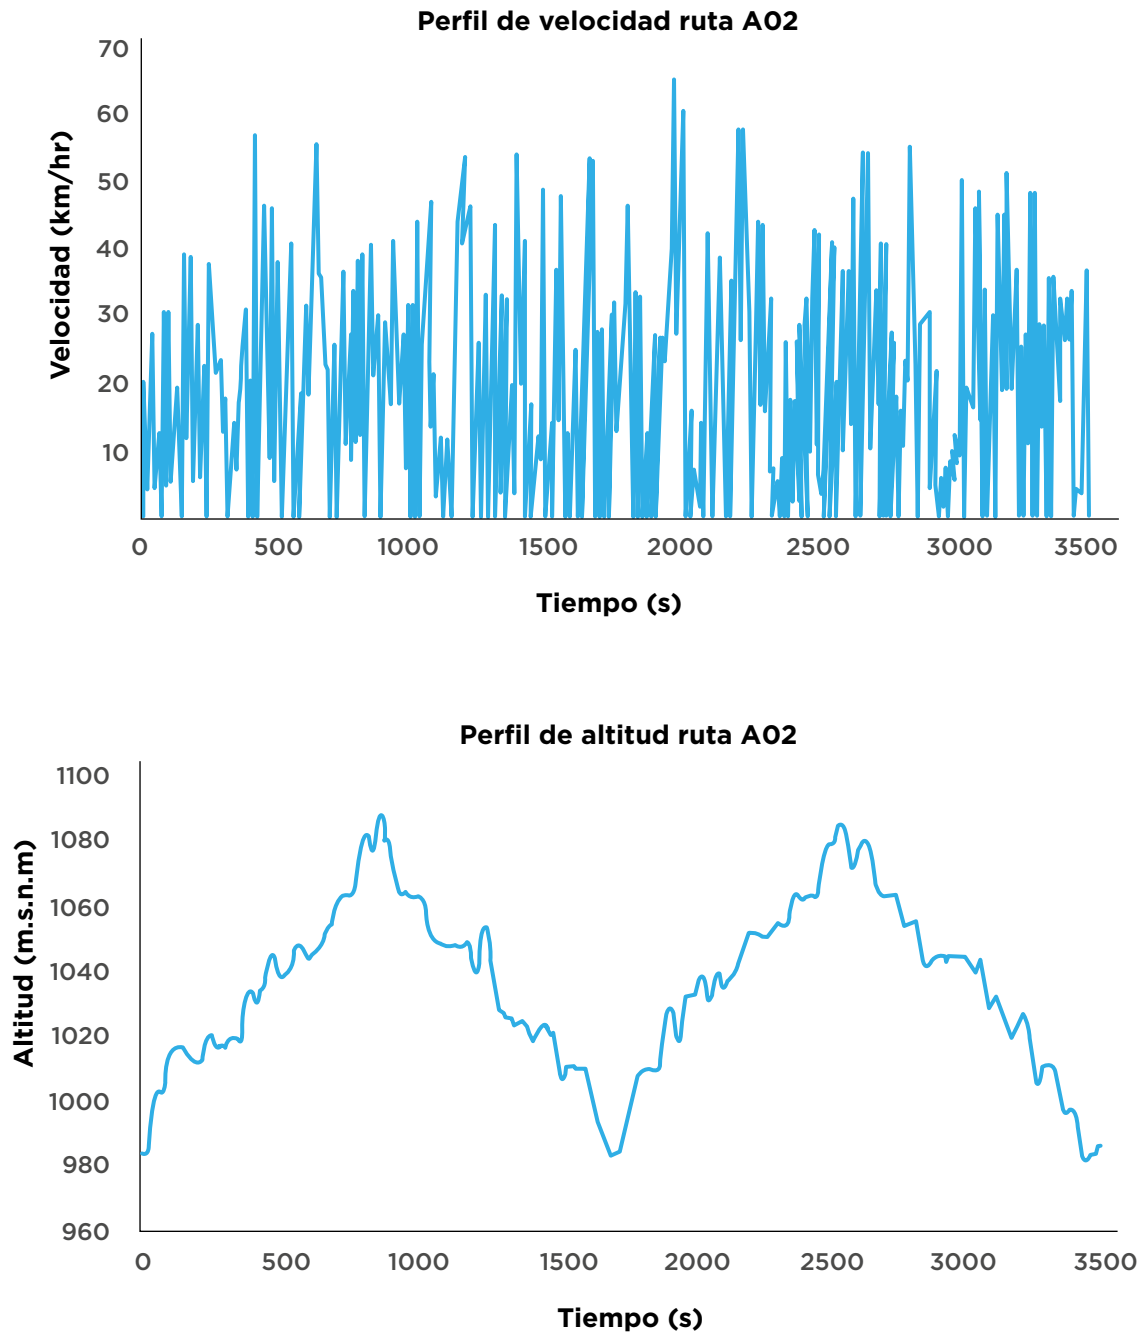 Perfil de velocidad ruta A02
70
60
50
40
30
20
10
Velocidad (km/hr)
0 500 1000 1500 2000 2500 3000 3500
Tiempo (s)
Perfil de altitud ruta A02
1100
1080
1060
1040
1020
1000
980
960
Altitud (m.s.n.m)
0 500 1000 1500 2000 2500 3000 3500
Tiempo (s)